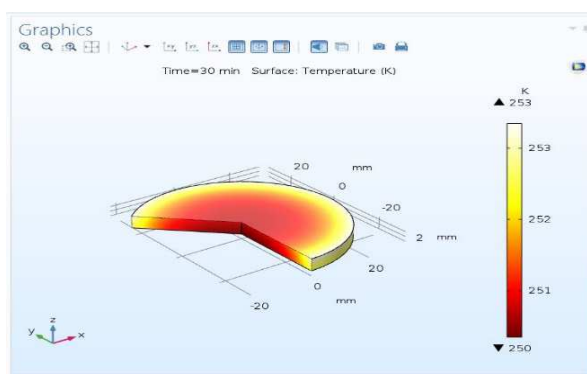 Graphics
Time=30 min Surface: Temperature (K)
K
▲ 253
253
252
251
▼ 250
20
mm
0
-20
2 mm
20
0
mm
-20
z
y
x